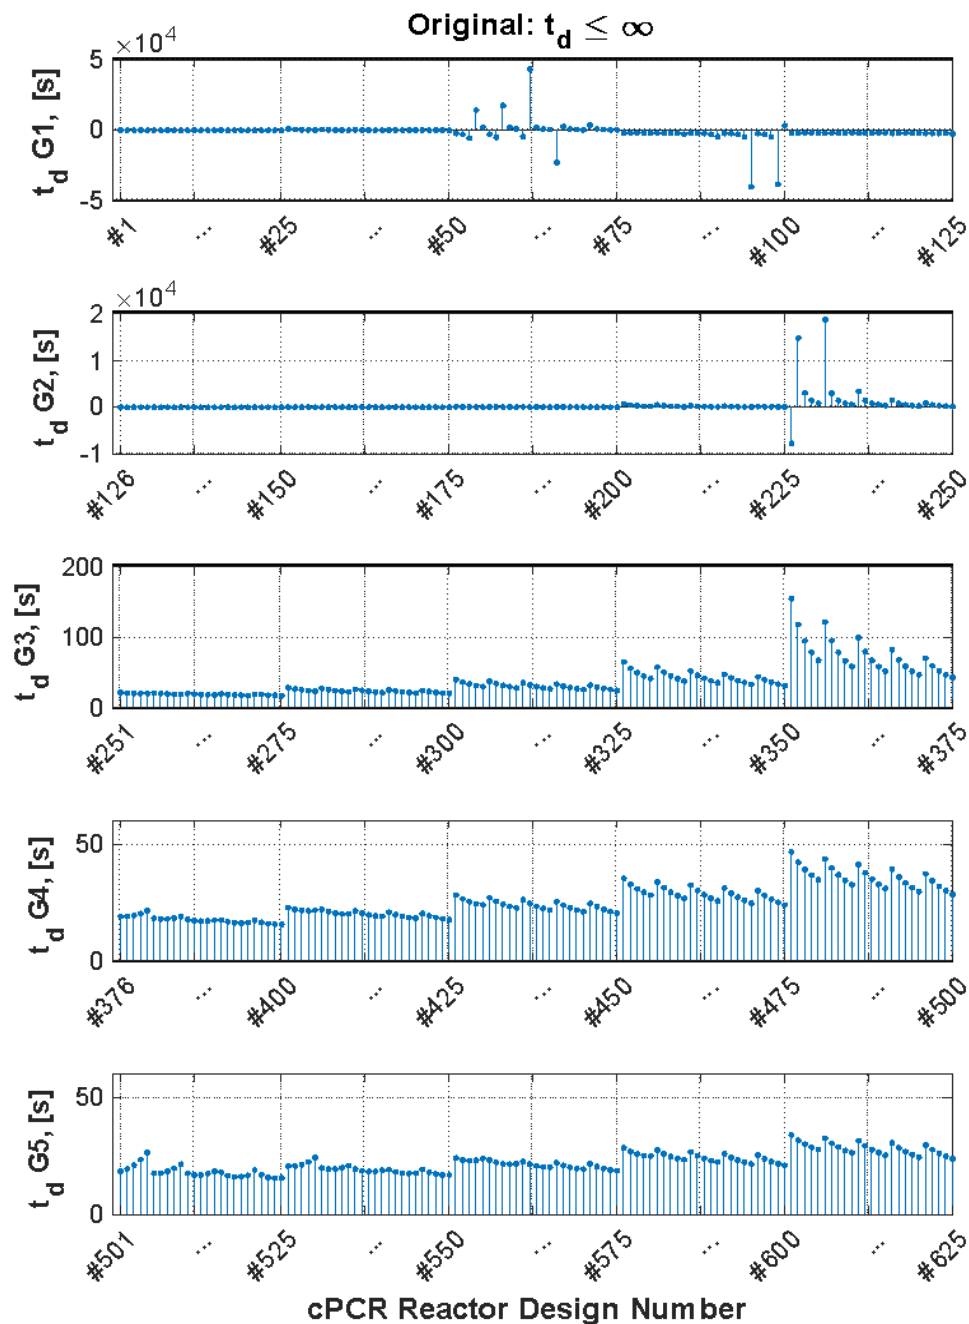 Original: t_d ≤ ∞
×10^4
5
0
-5
t_d G1, [s]
#1 ... #25 ... #50 ... #75 ... #100 ... #125
×10^4
2
1
0
-1
t_d G2, [s]
#126 ... #150 ... #175 ... #200 ... #225 ... #250
200
100
0
t_d G3, [s]
#251 ... #275 ... #300 ... #325 ... #350 ... #375
50
0
t_d G4, [s]
#376 ... #400 ... #425 ... #450 ... #475 ... #500
50
0
t_d G5, [s]
#501 ... #525 ... #550 ... #575 ... #600 ... #625
cPCR Reactor Design Number